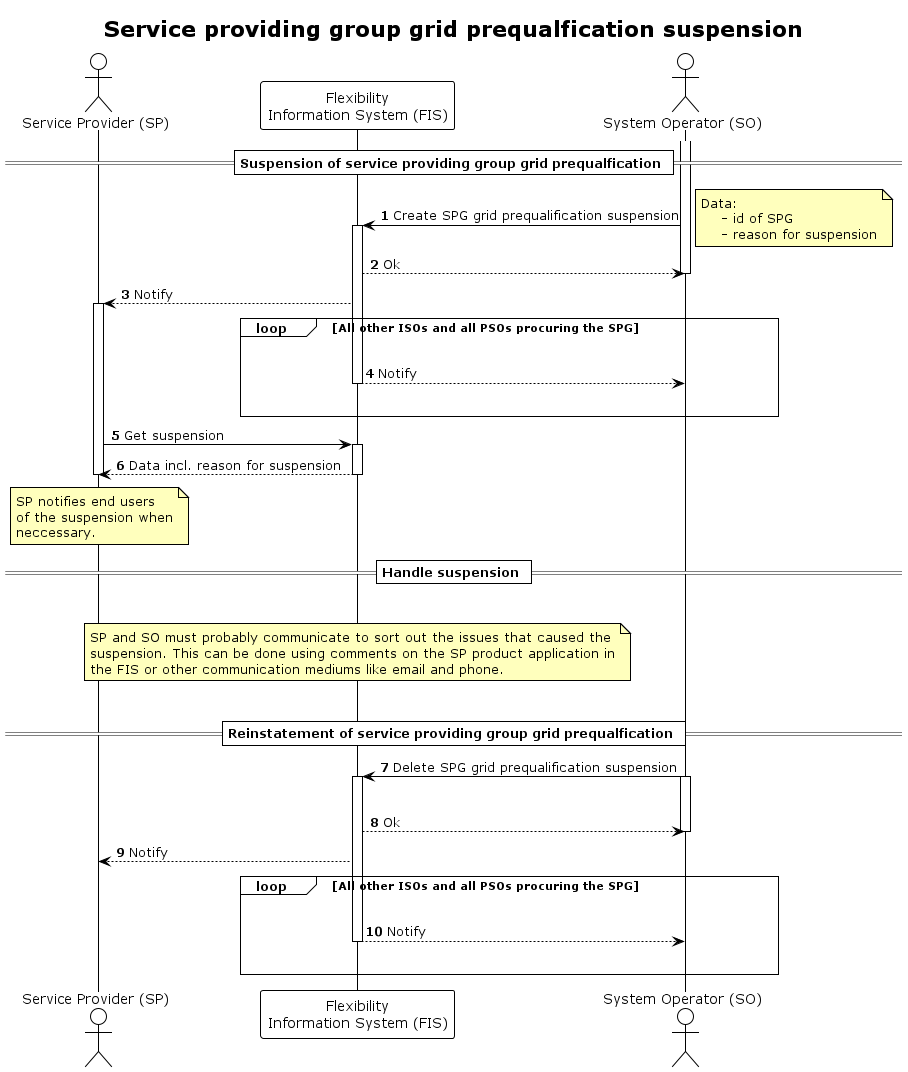 Service providing group grid prequalfication suspension
Service Provider (SP)
Flexibility
Information System (FIS)
System Operator (SO)
Suspension of service providing group grid prequalfication
Data:
- id of SPG
- reason for suspension
1 Create SPG grid prequalification suspension
2 Ok
3 Notify
loop [All other ISOs and all PSOs procuring the SPG]
4 Notify
5 Get suspension
6 Data incl. reason for suspension
SP notifies end users
of the suspension when
neccessary.
Handle suspension
SP and SO must probably communicate to sort out the issues that caused the
suspension. This can be done using comments on the SP product application in
the FIS or other communication mediums like email and phone.
Reinstatement of service providing group grid prequalfication
7 Delete SPG grid prequalification suspension
8 Ok
9 Notify
loop [All other ISOs and all PSOs procuring the SPG]
10 Notify
Service Provider (SP)
Flexibility
Information System (FIS)
System Operator (SO)